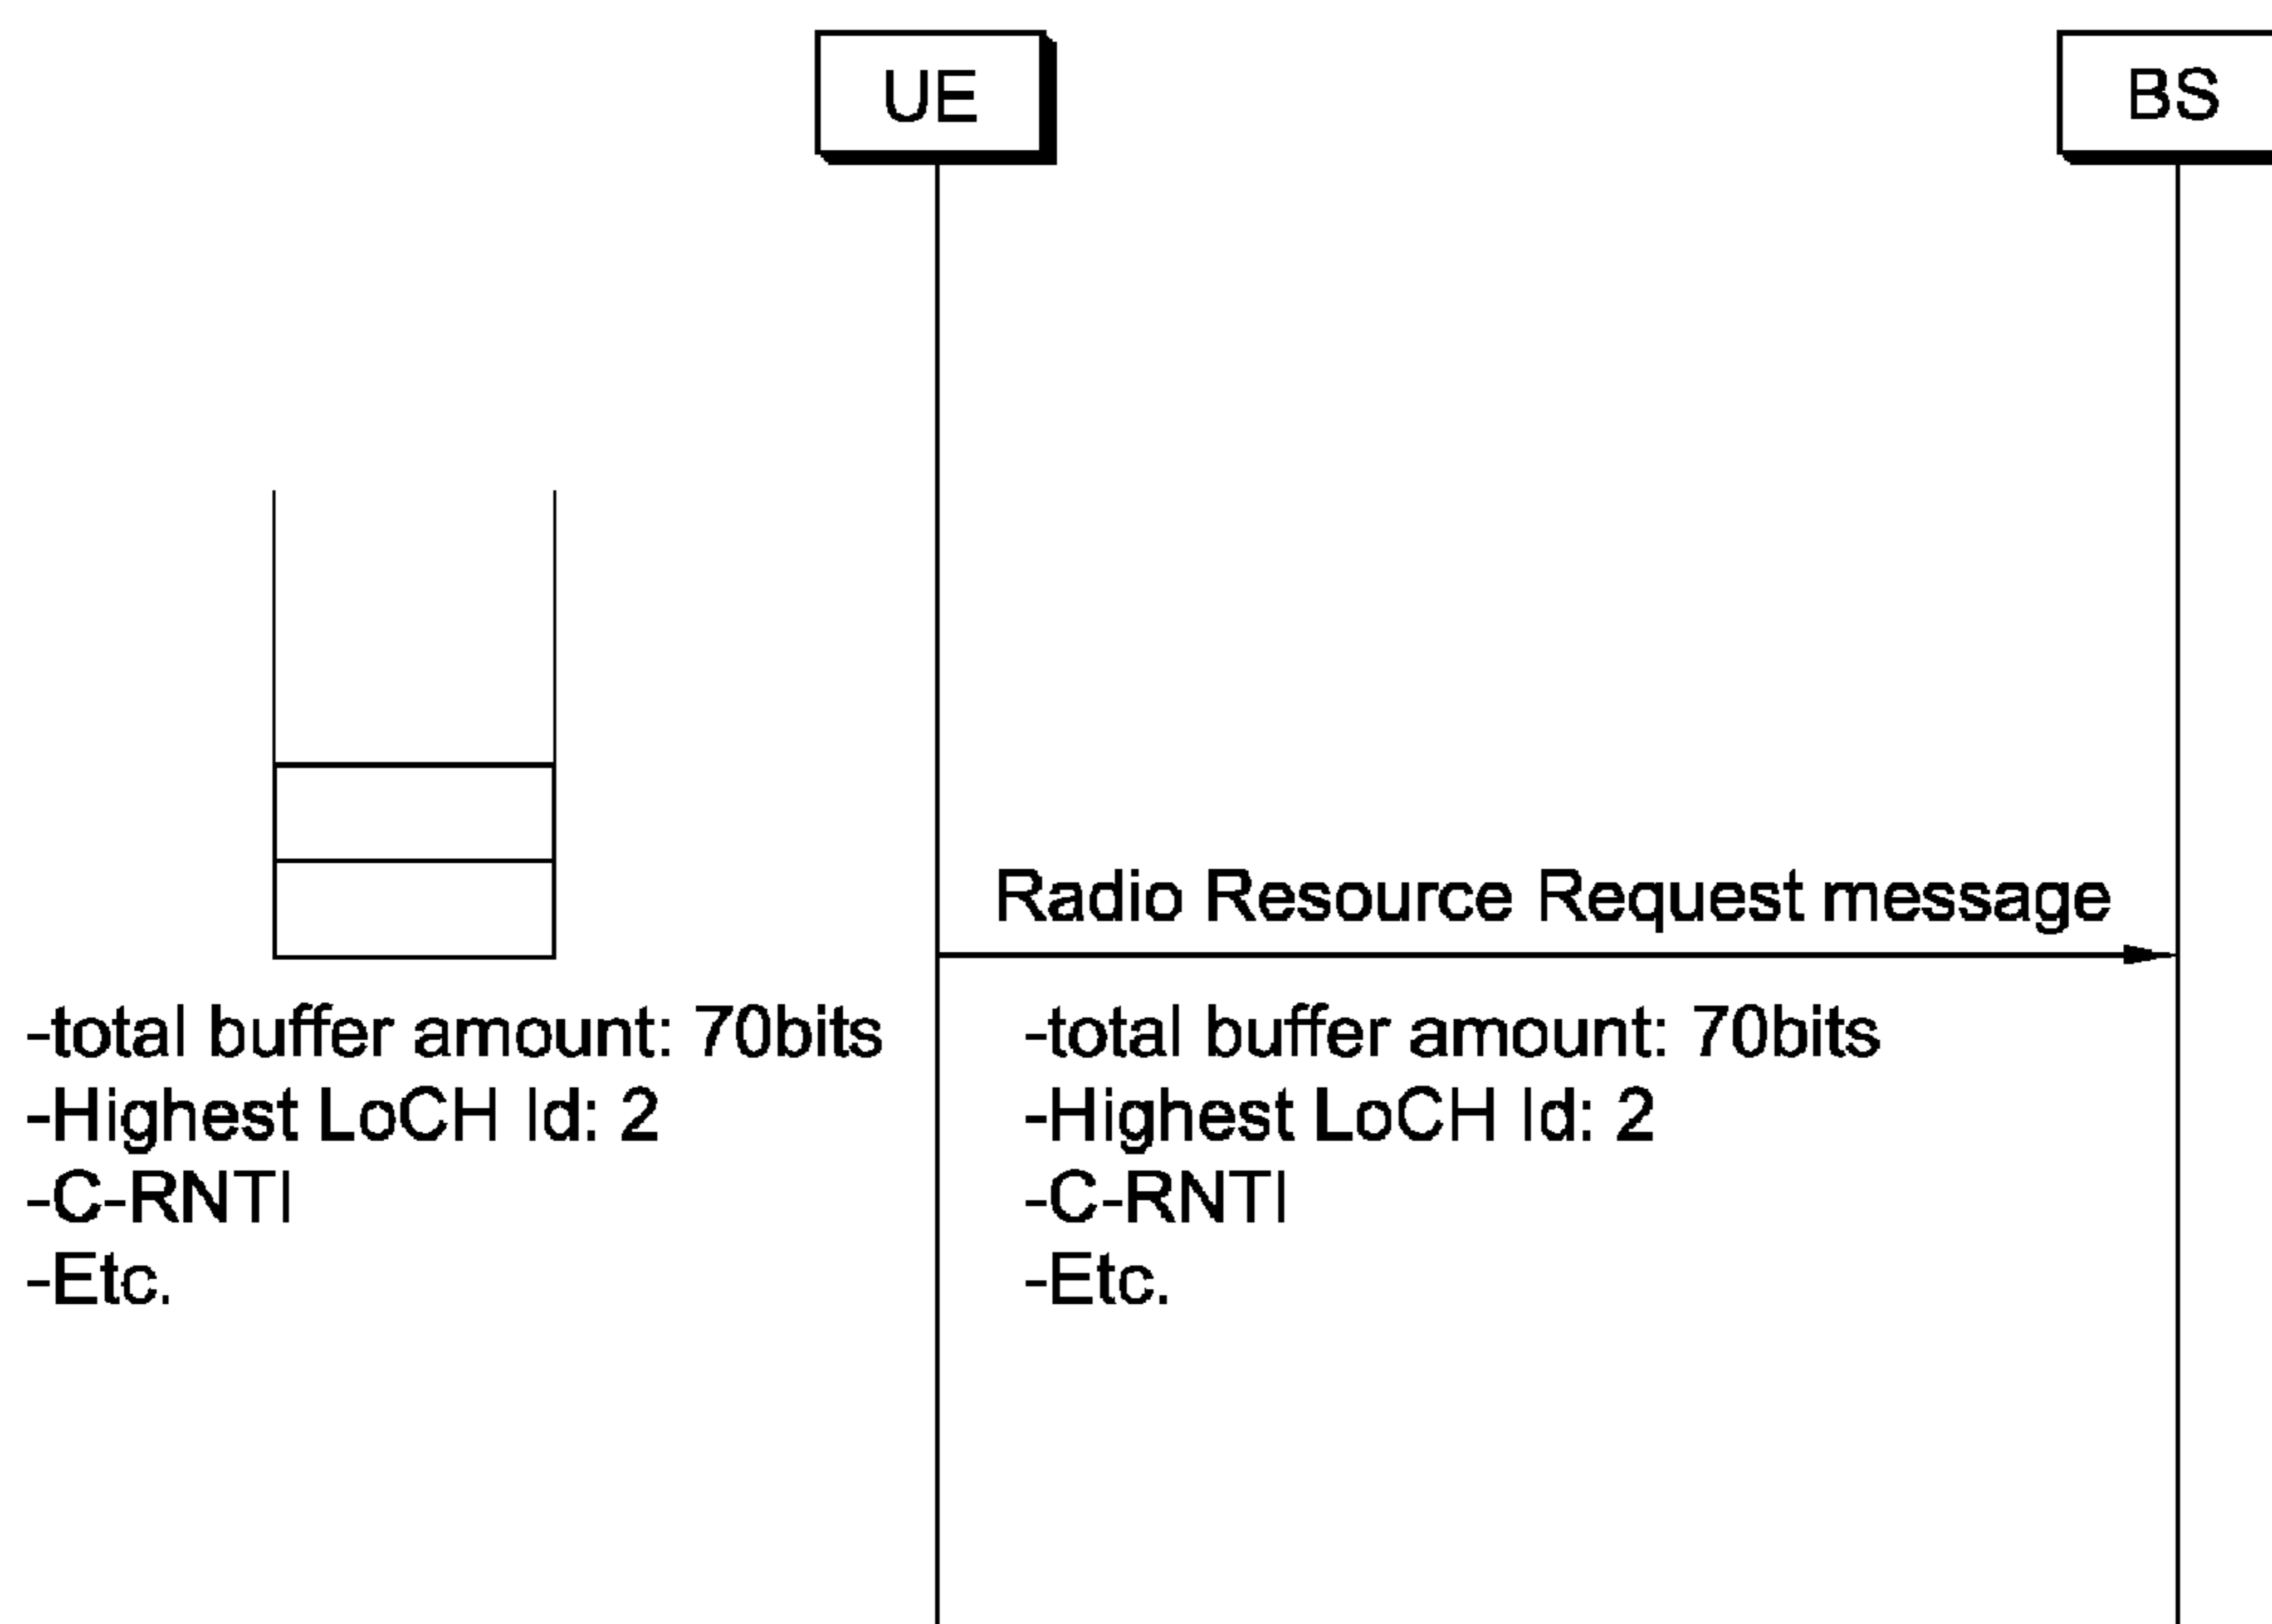 UE
BS
Radio Resource Request message
-total buffer amount: 70bits
-Highest LoCH Id: 2
-C-RNTI
-Etc.
-total buffer amount: 70bits
-Highest LoCH Id: 2
-C-RNTI
-Etc.